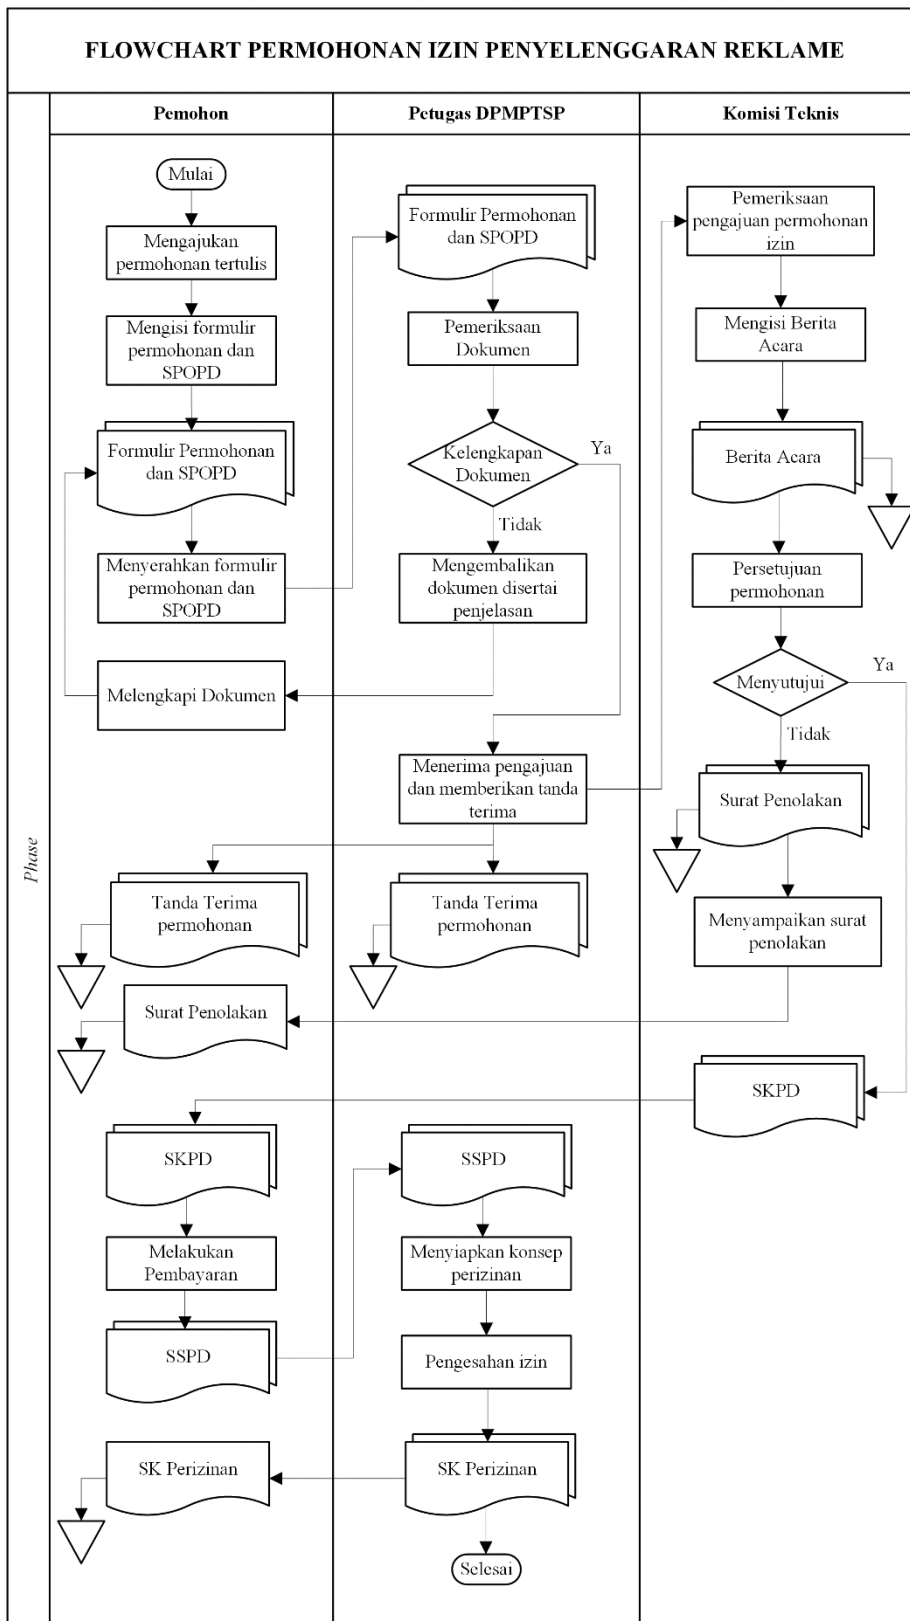 FLOWCHART PERMOHONAN IZIN PENYELENGGARAN REKLAME
Phase
Pemohon
Petugas DPMPTSP
Komisi Teknis
Mulai
Mengajukan
permohonan tertulis
Mengisi formulir
permohonan dan
SPOPD
Formulir Permohonan
dan SPOPD
Menyerahkan formulir
permohonan dan
SPOPD
Melengkapi Dokumen
Formulir Permohonan
dan SPOPD
Pemeriksaan
Dokumen
Kelengkapan
Dokumen
Ya
Tidak
Mengembalikan
dokumen disertai
penjelasan
Menerima pengajuan
dan memberikan tanda
terima
Tanda Terima
permohonan
Tanda Terima
permohonan
Pemeriksaan
pengajuan permohonan
izin
Mengisi Berita
Acara
Berita Acara
Persetujuan
permohonan
Menyutujui
Ya
Tidak
Surat Penolakan
Menyampaikan surat
penolakan
Surat Penolakan
SKPD
SKPD
Melakukan
Pembayaran
SSPD
SSPD
Menyiapkan konsep
perizinan
Pengesahan izin
SK Perizinan
SK Perizinan
Selesai